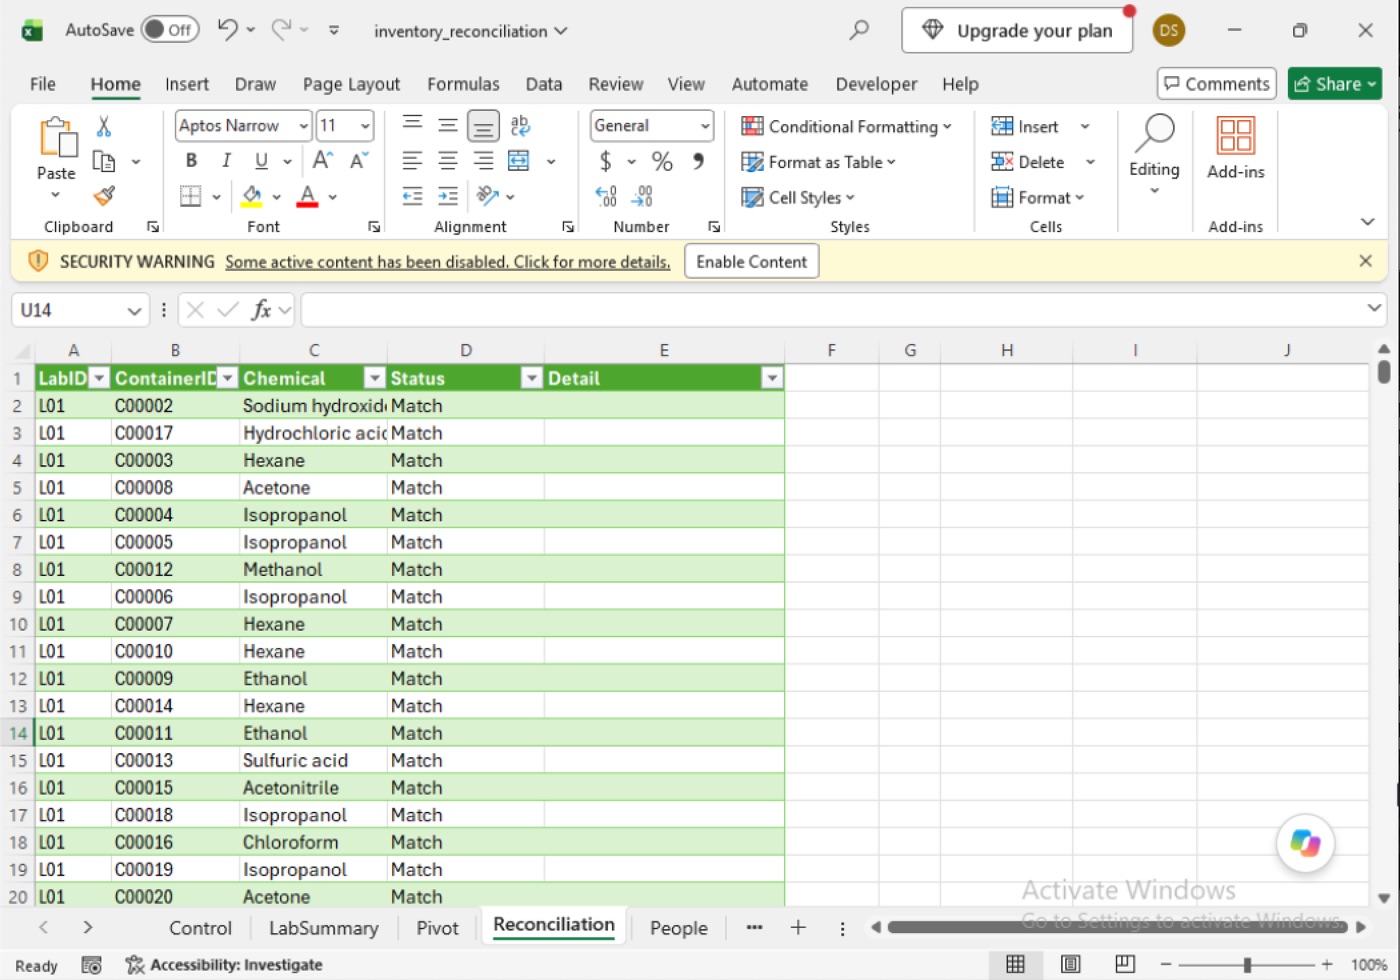 AutoSave Off inventory_reconciliation Upgrade your plan DS
File Home Insert Draw Page Layout Formulas Data Review View Automate Developer Help Comments Share
Paste Aptos Narrow 11 General Conditional Formatting Insert Editing Add-ins
B I U A A $ % Format as Table Delete
Cell Styles Format
Clipboard Font Alignment Number Styles Cells Add-ins
SECURITY WARNING Some active content has been disabled. Click for more details. Enable Content
U14 fx
A B C D E F G H I J
1 LabID ContainerID Chemical Status Detail
2 L01 C00002 Sodium hydroxide Match
3 L01 C00017 Hydrochloric acid Match
4 L01 C00003 Hexane Match
5 L01 C00008 Acetone Match
6 L01 C00004 Isopropanol Match
7 L01 C00005 Isopropanol Match
8 L01 C00012 Methanol Match
9 L01 C00006 Isopropanol Match
10 L01 C00007 Hexane Match
11 L01 C00010 Hexane Match
12 L01 C00009 Ethanol Match
13 L01 C00014 Hexane Match
14 L01 C00011 Ethanol Match
15 L01 C00013 Sulfuric acid Match
16 L01 C00015 Acetonitrile Match
17 L01 C00018 Isopropanol Match
18 L01 C00016 Chloroform Match
19 L01 C00019 Isopropanol Match
20 L01 C00020 Acetone Match
Activate Windows
Go to Settings to activate Windows.
Control LabSummary Pivot Reconciliation People
Ready Accessibility: Investigate 100%